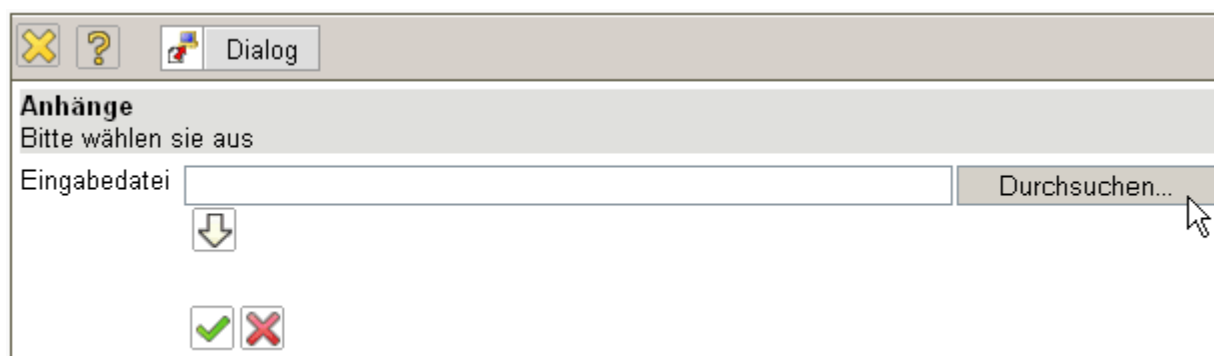 Dialog
Anhänge
Bitte wählen sie aus
Eingabedatei Durchsuchen...